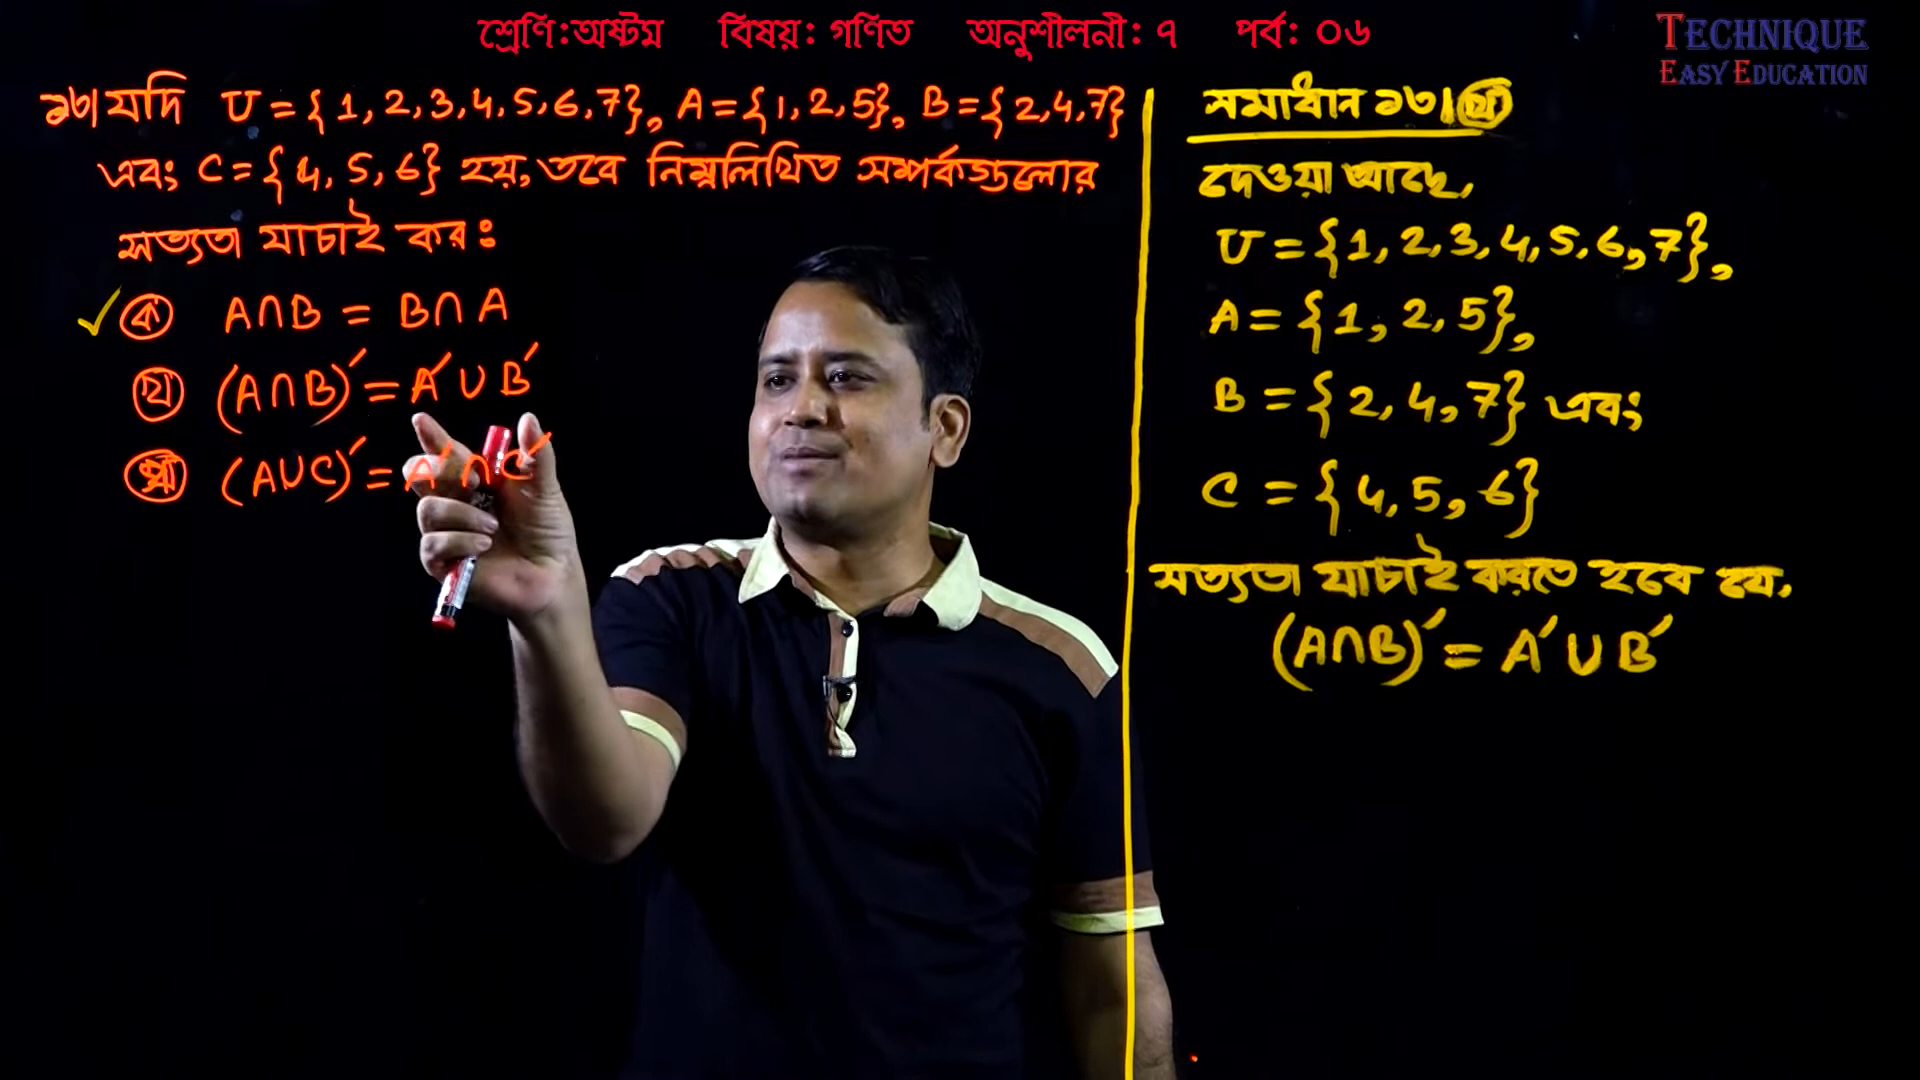 শ্রেণি:অষ্টম বিষয়: গণিত অনুশীলনী: ৭ পর্ব: ০৬
TECHNIQUE
EASY EDUCATION
১৩। যদি U = {1, 2, 3, 4, 5, 6, 7}, A = {1, 2, 5}, B = {2, 4, 7}
এবং C = {4, 5, 6} হয়, তবে নিম্নলিখিত সম্পর্কগুলোর
সত্যতা যাচাই করঃ
✓ ক A∩B = B∩A
খ (A∩B)′ = A′∪B′
(A∪C)′ = A′∩C′
সমাধান ১৩। খ
দেওয়া আছে,
U = {1, 2, 3, 4, 5, 6, 7},
A = {1, 2, 5},
B = {2, 4, 7} এবং
C = {4, 5, 6}
সত্যতা যাচাই করতে হবে যে,
(A∩B)′ = A′∪B′